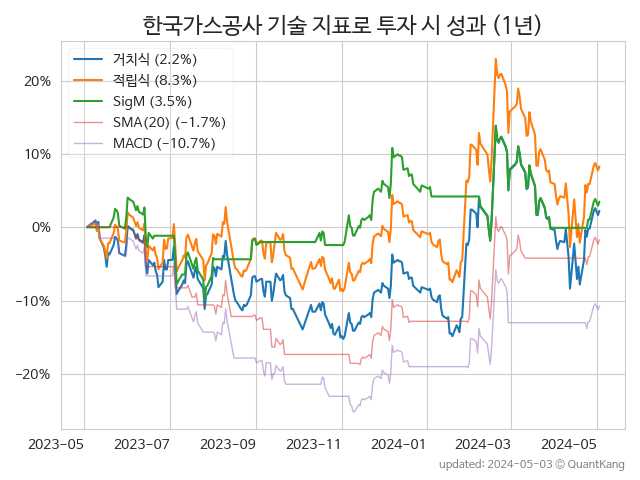 한국가스공사 기술 지표로 투자 시 성과 (1년)
거치식 (2.2%)
적립식 (8.3%)
SigM (3.5%)
SMA(20) (−1.7%)
MACD (−10.7%)
20%
10%
0%
−10%
−20%
2023-05 2023-07 2023-09 2023-11 2024-01 2024-03 2024-05
updated: 2024-05-03 ⓒ QuantKang